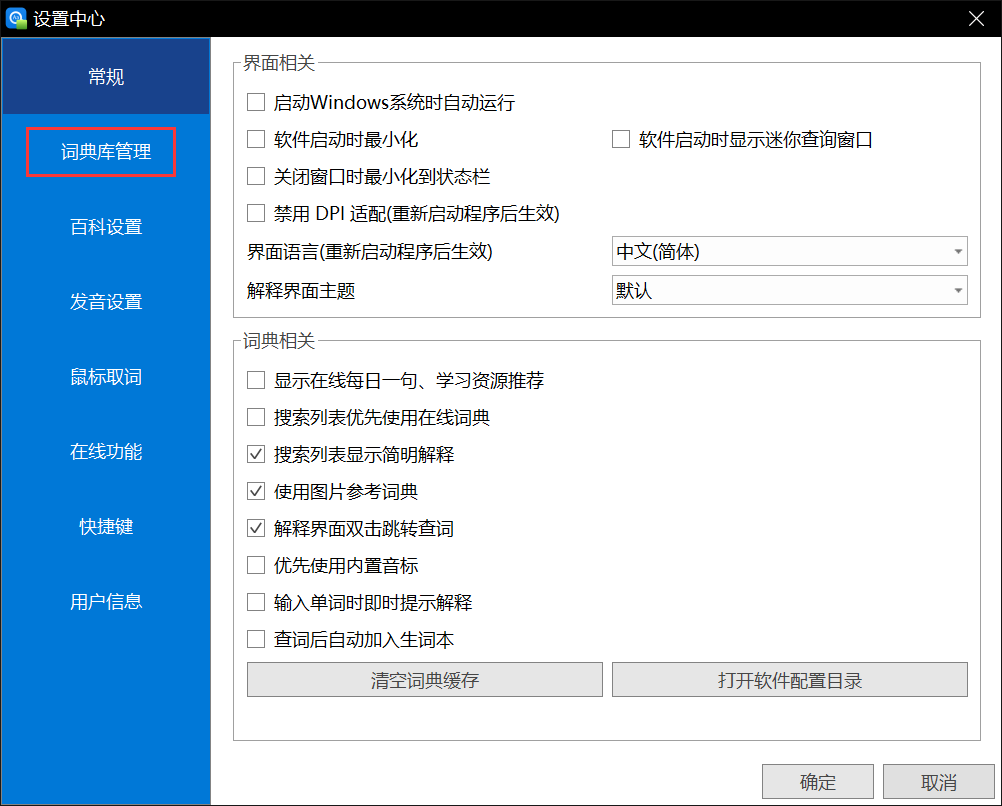 设置中心
常规
词典库管理
百科设置
发音设置
鼠标取词
在线功能
快捷键
用户信息
界面相关
启动Windows系统时自动运行
软件启动时最小化
软件启动时显示迷你查询窗口
关闭窗口时最小化到状态栏
禁用 DPI 适配(重新启动程序后生效)
界面语言(重新启动程序后生效)
中文(简体)
解释界面主题
默认
词典相关
显示在线每日一句、学习资源推荐
搜索列表优先使用在线词典
搜索列表显示简明解释
使用图片参考词典
解释界面双击跳转查词
优先使用内置音标
输入单词时即时提示解释
查词后自动加入生词本
清空词典缓存
打开软件配置目录
确定
取消